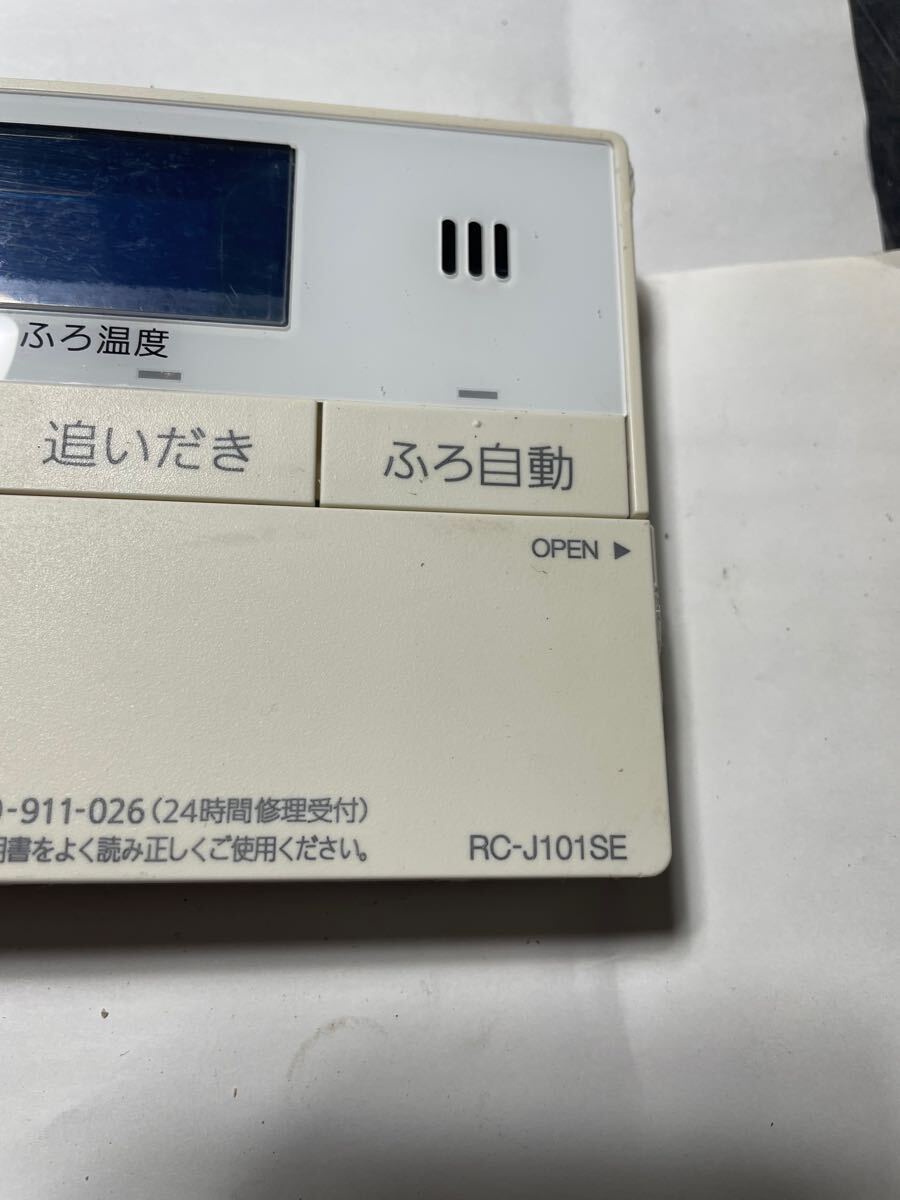 ふろ温度
追いだき
ふろ自動
OPEN ▶
-911-026（24時間修理受付）
書をよく読み正しくご使用ください。
RC-J101SE